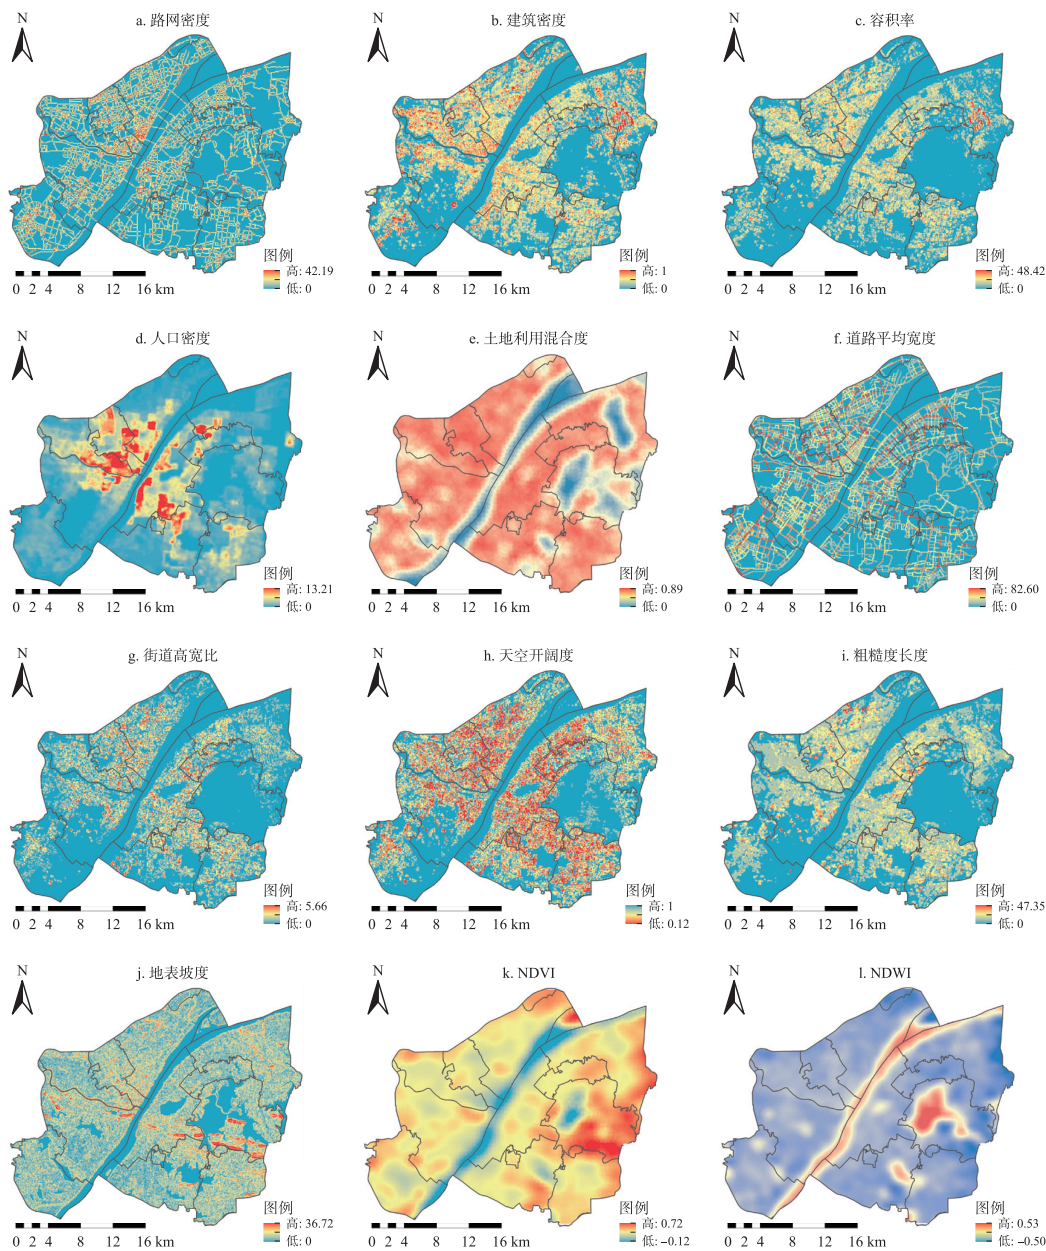 a. 路网密度
N
图例
高: 42.19
低: 0
0 2 4 8 12 16 km
b. 建筑密度
N
图例
高: 1
低: 0
0 2 4 8 12 16 km
c. 容积率
N
图例
高: 48.42
低: 0
0 2 4 8 12 16 km
d. 人口密度
N
图例
高: 13.21
低: 0
0 2 4 8 12 16 km
e. 土地利用混合度
N
图例
高: 0.89
低: 0
0 2 4 8 12 16 km
f. 道路平均宽度
N
图例
高: 82.60
低: 0
0 2 4 8 12 16 km
g. 街道高宽比
N
图例
高: 5.66
低: 0
0 2 4 8 12 16 km
h. 天空开阔度
N
图例
高: 1
低: 0.12
0 2 4 8 12 16 km
i. 粗糙度长度
N
图例
高: 47.35
低: 0
0 2 4 8 12 16 km
j. 地表坡度
N
图例
高: 36.72
低: 0
0 2 4 8 12 16 km
k. NDVI
N
图例
高: 0.72
低: −0.12
0 2 4 8 12 16 km
l. NDWI
N
图例
高: 0.53
低: −0.50
0 2 4 8 12 16 km